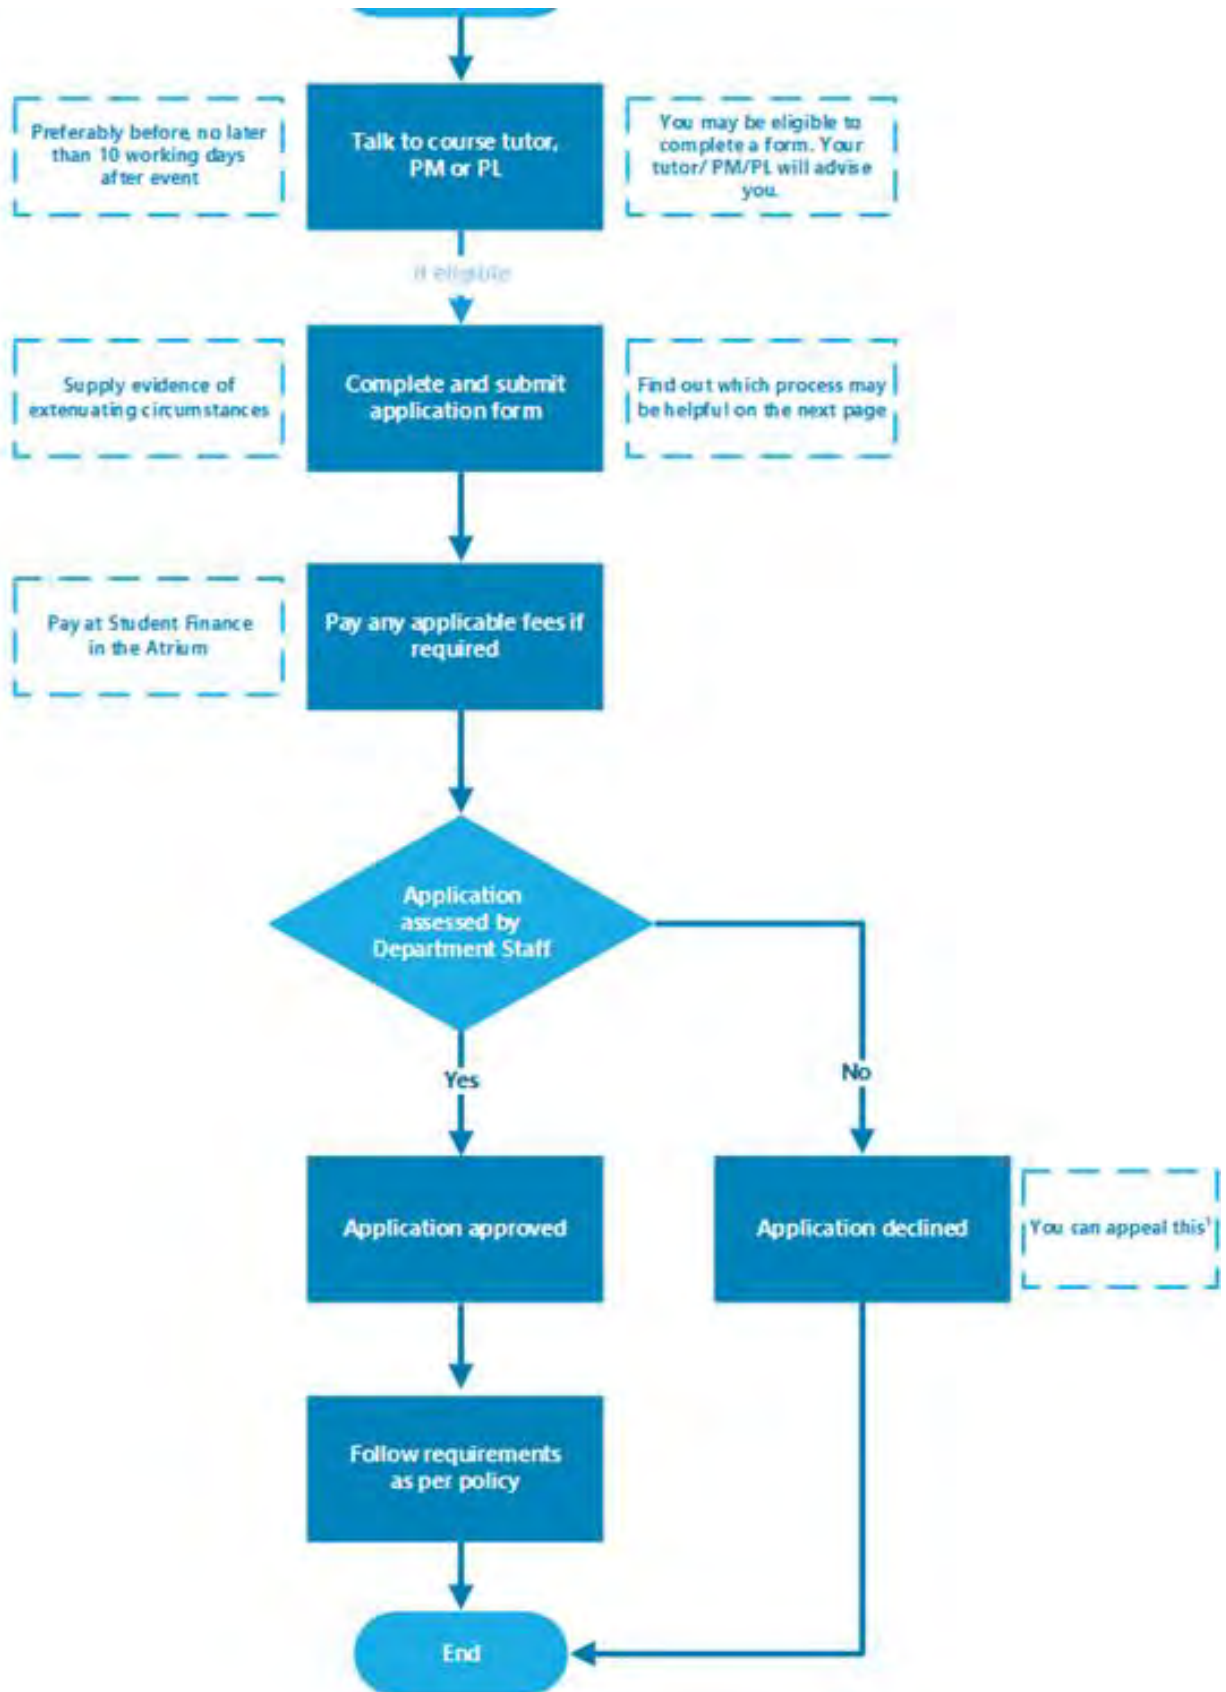 Preferably before, no later
than 10 working days
after event
Talk to course tutor,
PM or PL
You may be eligible to
complete a form. Your
tutor/ PM/PL will advise
you.
If eligible
Supply evidence of
extenuating circumstances
Complete and submit
application form
Find out which process may
be helpful on the next page
Pay at Student Finance
in the Atrium
Pay any applicable fees if
required
Application
assessed by
Department Staff
Yes
No
Application approved
Application declined
You can appeal this¹
Follow requirements
as per policy
End